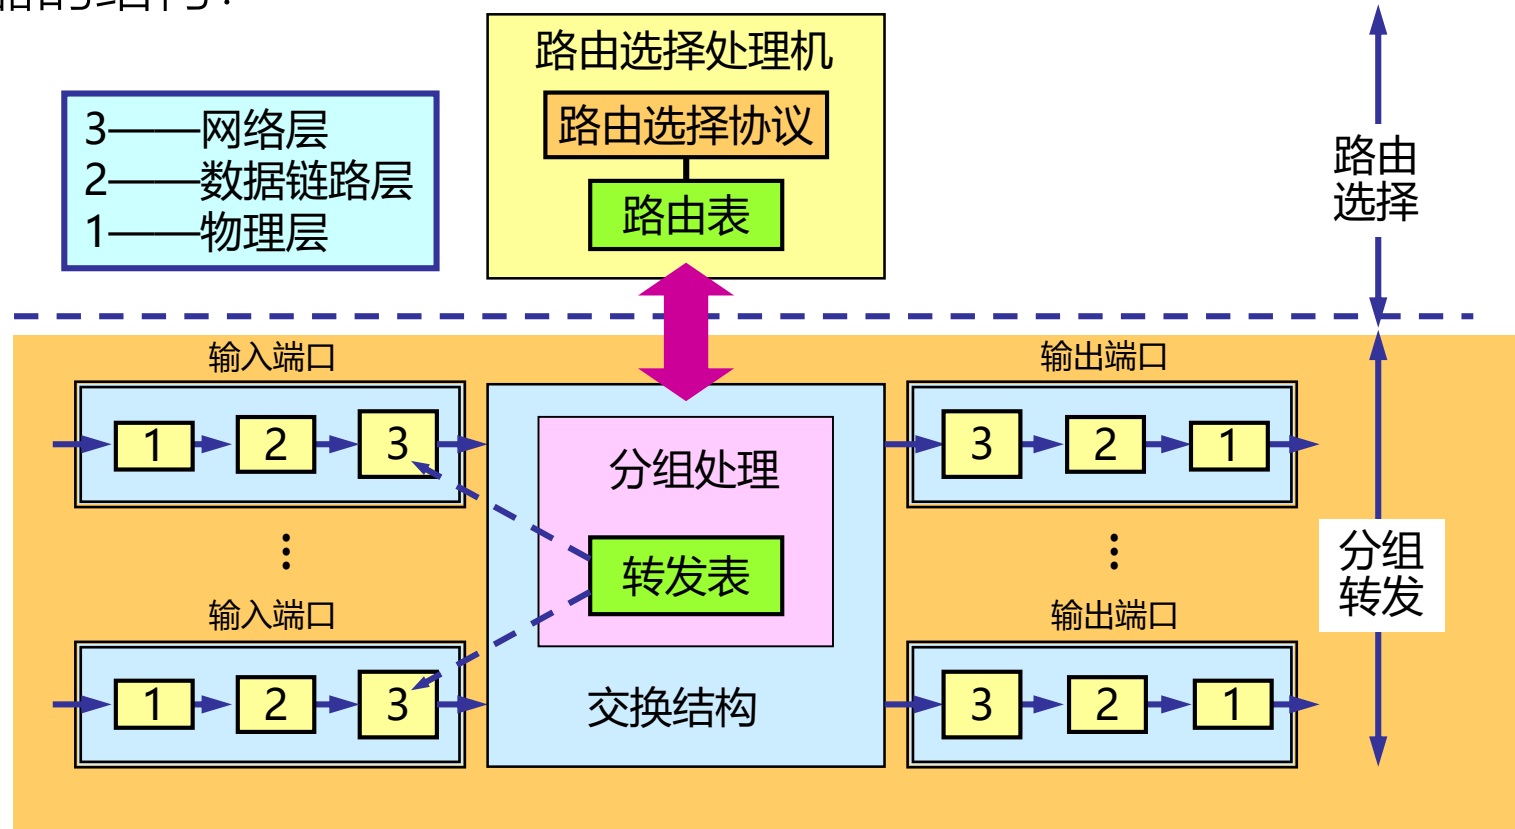 器的结构：
路由选择处理机
路由选择协议
路由表
3——网络层
2——数据链路层
1——物理层
路由
选择
输入端口
输出端口
1 2 3
3 2 1
分组处理
转发表
分组
转发
输入端口
输出端口
1 2 3
3 2 1
交换结构